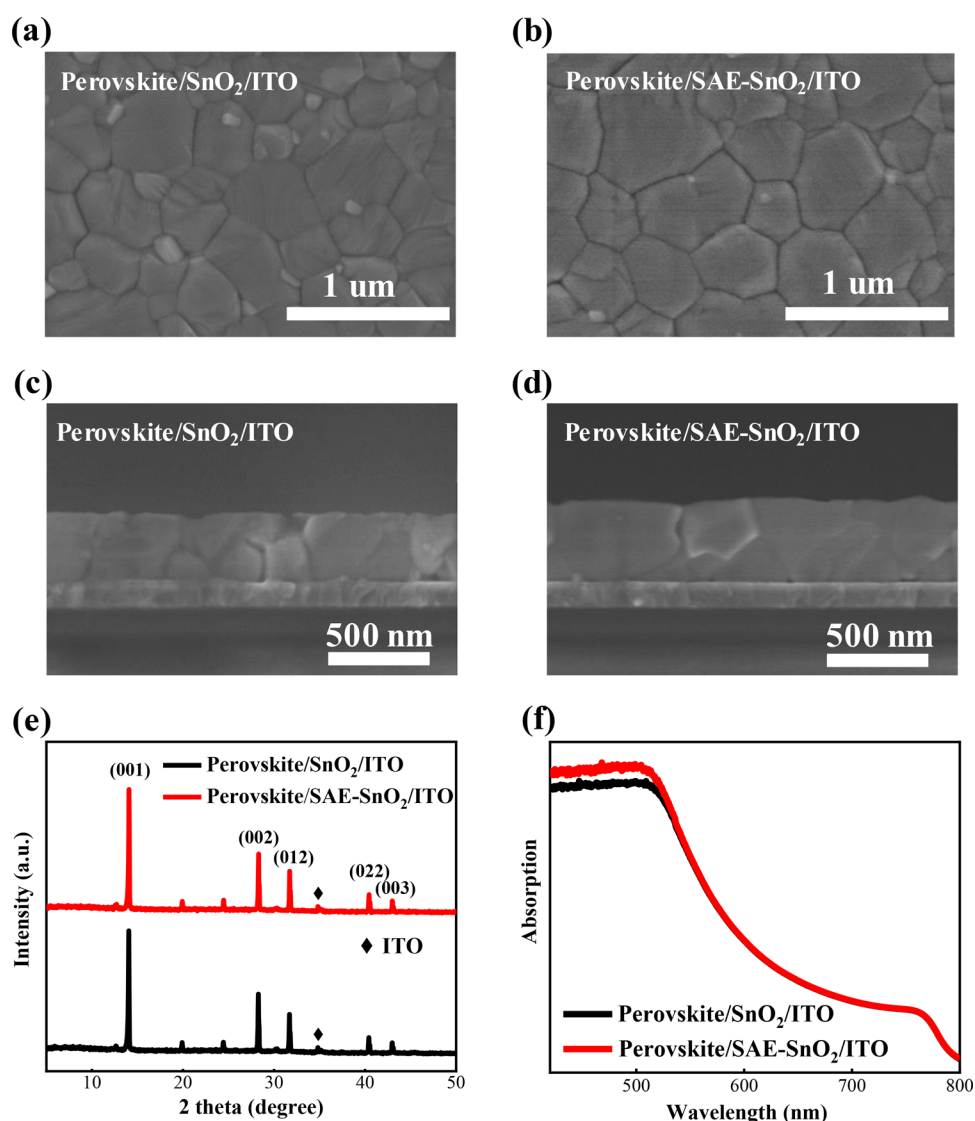 (a)
Perovskite/SnO₂/ITO
1 um
(b)
Perovskite/SAE-SnO₂/ITO
1 um
(c)
Perovskite/SnO₂/ITO
500 nm
(d)
Perovskite/SAE-SnO₂/ITO
500 nm
(e)
Intensity (a.u.)
(001)
Perovskite/SnO₂/ITO
Perovskite/SAE-SnO₂/ITO
(002)
(012)
(022)
(003)
♦ ITO
10 20 30 40 50
2 theta (degree)
(f)
Absorption
Perovskite/SnO₂/ITO
Perovskite/SAE-SnO₂/ITO
500 600 700 800
Wavelength (nm)